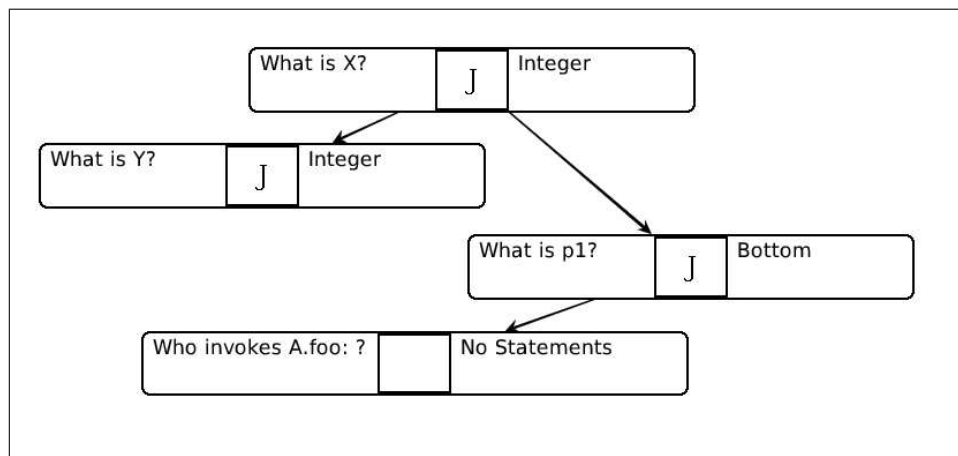 What is X? J Integer
What is Y? J Integer
What is p1? J Bottom
Who invokes A.foo: ? No Statements